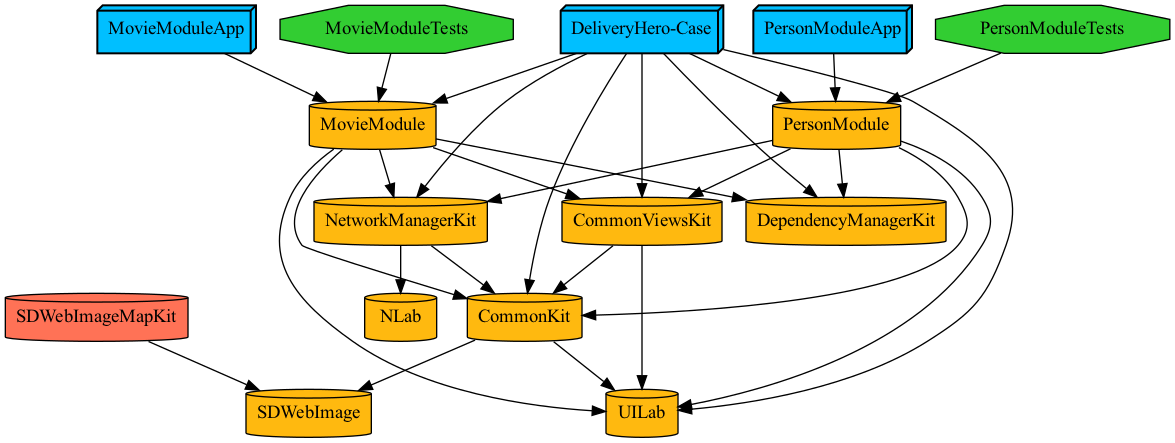 MovieModuleApp
MovieModuleTests
DeliveryHero-Case
PersonModuleApp
PersonModuleTests
MovieModule
PersonModule
NetworkManagerKit
CommonViewsKit
DependencyManagerKit
SDWebImageMapKit
NLab
CommonKit
SDWebImage
UILab